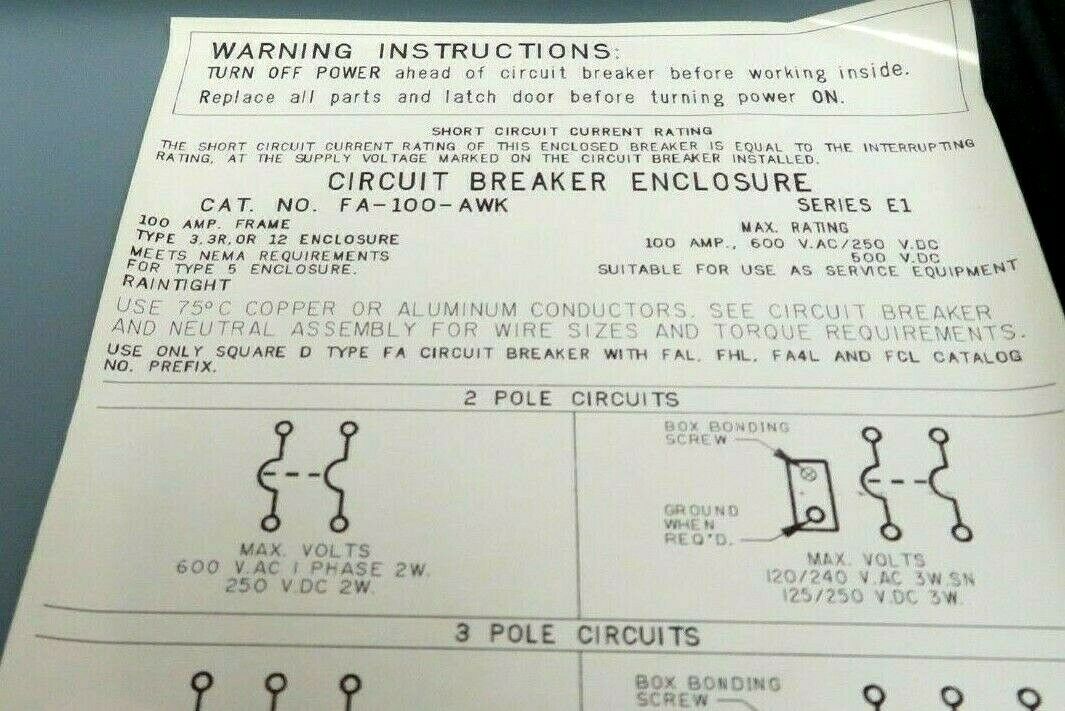 WARNING INSTRUCTIONS:
TURN OFF POWER ahead of circuit breaker before working inside.
Replace all parts and latch door before turning power ON.
SHORT CIRCUIT CURRENT RATING
THE SHORT CIRCUIT CURRENT RATING OF THIS ENCLOSED BREAKER IS EQUAL TO THE INTERRUPTING
RATING, AT THE SUPPLY VOLTAGE MARKED ON THE CIRCUIT BREAKER INSTALLED.
CIRCUIT BREAKER ENCLOSURE
CAT. NO. FA-100-AWK
SERIES E1
100 AMP. FRAME
TYPE 3,3R,OR 12 ENCLOSURE
MEETS NEMA REQUIREMENTS
FOR TYPE 5 ENCLOSURE.
RAINTIGHT
MAX. RATING
100 AMP., 600 V.AC/250 V.DC
500 V.DC
SUITABLE FOR USE AS SERVICE EQUIPMENT
USE 75°C COPPER OR ALUMINUM CONDUCTORS. SEE CIRCUIT BREAKER
AND NEUTRAL ASSEMBLY FOR WIRE SIZES AND TORQUE REQUIREMENTS.
USE ONLY SQUARE D TYPE FA CIRCUIT BREAKER WITH FAL, FHL, FA4L AND FCL CATALOG
NO. PREFIX.
2 POLE CIRCUITS
MAX. VOLTS
600 V.AC 1 PHASE 2W.
250 V.DC 2W.
BOX BONDING
SCREW
GROUND
WHEN
REQ'D.
MAX. VOLTS
120/240 V.AC 3W.SN
125/250 V.DC 3W.
3 POLE CIRCUITS
BOX BONDING
SCREW